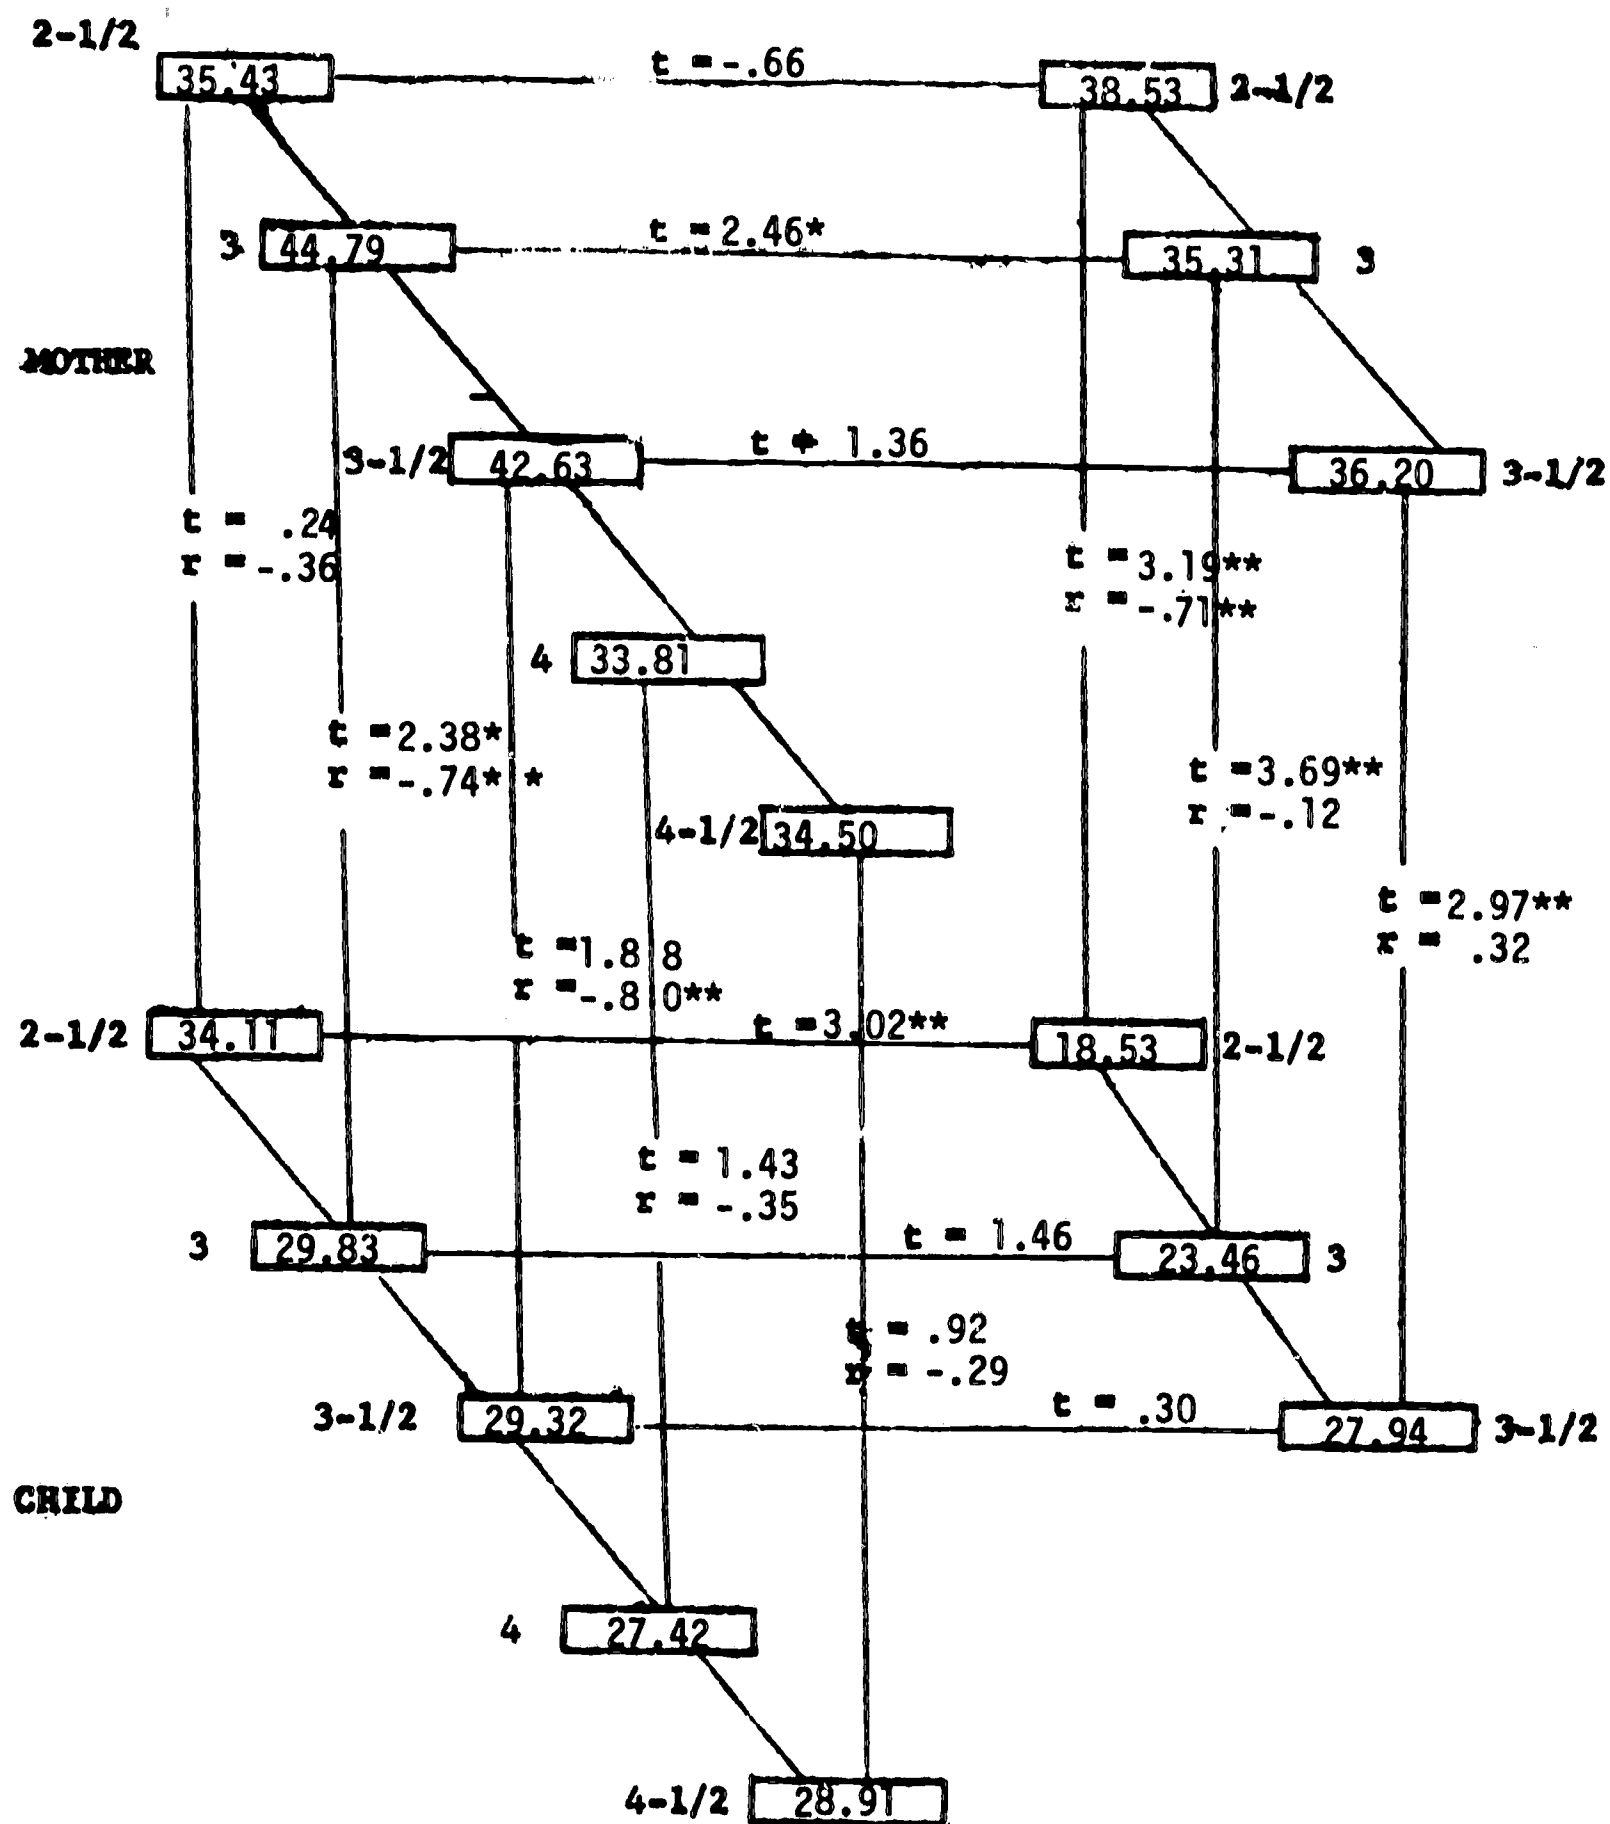 2-1/2
35.43
t = -.66
38.53
2-1/2
3
44.79
t = 2.46*
35.31
3
MOTHER
3-1/2
42.63
t = 1.36
36.20
3-1/2
t = .24
r = -.36
t = 3.19**
r = -.71**
4
33.81
t = 2.38*
r = -.74**
t = 3.69**
r = -.12
4-1/2
34.50
t = 2.97**
r = .32
t = 1.88
r = -.80**
2-1/2
34.11
t = 3.02**
18.53
2-1/2
t = 1.43
r = -.35
3
29.83
t = 1.46
23.46
3
t = .92
r = -.29
3-1/2
29.32
t = .30
27.94
3-1/2
CHILD
4
27.42
4-1/2
28.91